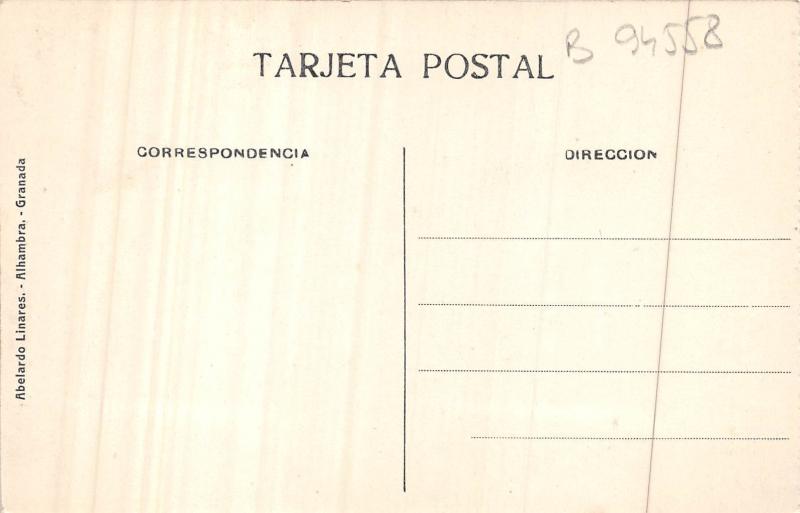 B 94558
TARJETA POSTAL
CORRESPONDENCIA
DIRECCION
Abelardo Linares. - Alhambra. - Granada